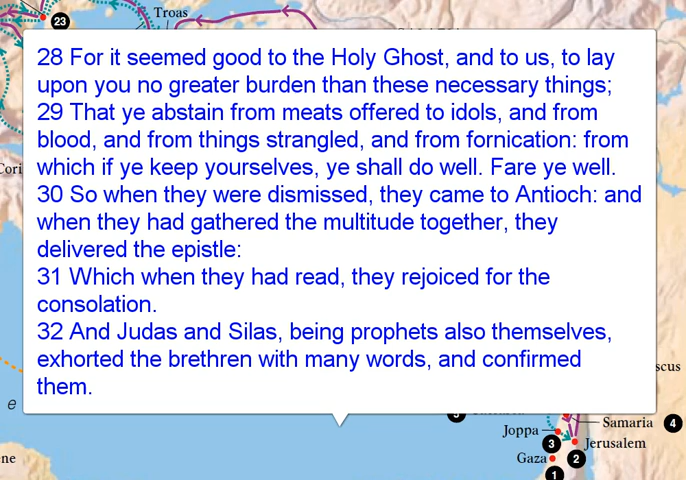 Troas
23
28 For it seemed good to the Holy Ghost, and to us, to lay
upon you no greater burden than these necessary things;
29 That ye abstain from meats offered to idols, and from
blood, and from things strangled, and from fornication: from
which if ye keep yourselves, ye shall do well. Fare ye well.
30 So when they were dismissed, they came to Antioch: and
when they had gathered the multitude together, they
delivered the epistle:
31 Which when they had read, they rejoiced for the
consolation.
32 And Judas and Silas, being prophets also themselves,
exhorted the brethren with many words, and confirmed
them.
Cori
scus
e
Samaria 4
Joppa
3
Jerusalem
ne
Gaza 2
1